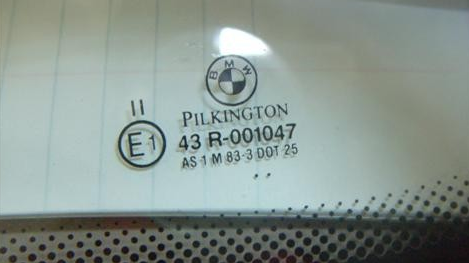 BMW
II
PILKINGTON
E1 43 R-001047
AS 1 M 83-3 DOT 25
..